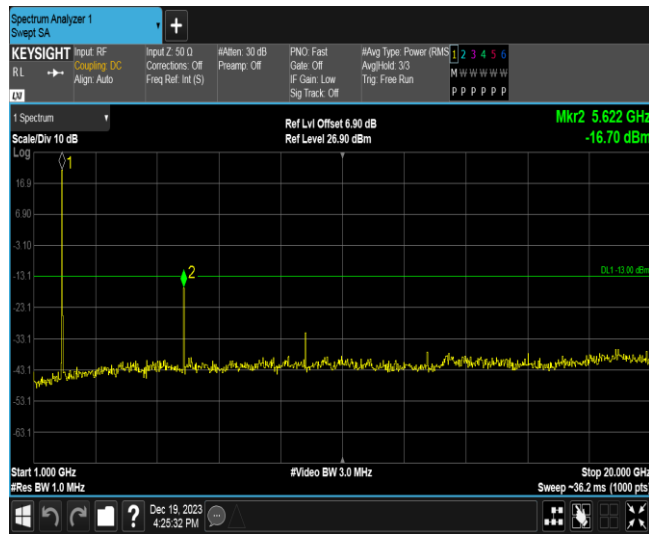 Spectrum Analyzer 1
Swept SA
+
KEYSIGHT Input: RF Input Z: 50 Ω #Atten: 30 dB PNO: Fast #Avg Type: Power (RMS 1 2 3 4 5 6
RL Coupling: DC Corrections: Off Preamp: Off Gate: Off Avg|Hold: 3/3 M W W W W W
Align: Auto Freq Ref: Int (S) IF Gain: Low Trig: Free Run
LXI Sig Track: Off P P P P P P
1 Spectrum Ref Lvl Offset 6.90 dB Mkr2 5.622 GHz
Scale/Div 10 dB Ref Level 26.90 dBm -16.70 dBm
Log
1
16.9
6.90
-3.10
2
-13.1 DL1 -13.00 dBm
-23.1
-33.1
-43.1
-53.1
-63.1
Start 1.000 GHz #Video BW 3.0 MHz Stop 20.000 GHz
#Res BW 1.0 MHz Sweep ~36.2 ms (1000 pts)
? Dec 19, 2023
4:25:32 PM